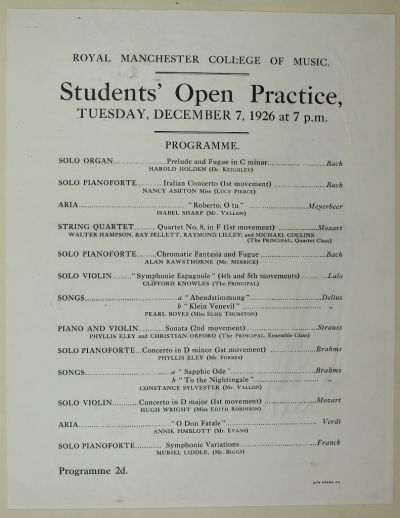 ROYAL MANCHESTER COLLEGE OF MUSIC.
Students' Open Practice,
TUESDAY, DECEMBER 7, 1926 at 7 p.m.
PROGRAMME.
SOLO ORGAN.................Prelude and Fugue in C minor.................Bach
HAROLD HOLDEN (Dr. KEIGHLEY)
SOLO PIANOFORTE.........Italian Concerto (1st movement) .................Bach
NANCY ASHTON Miss (LUCY PIERCE)
ARIA................................. "Roberto, O tu" .........................Meyerbeer
ISABEL SHARP (Mr. VALLON)
STRING QUARTET......... Quartet No. 8, in F (1st movement) ............Mozart
WALTER HAMPSON, BAY JELLETT, RAYMOND LILLEY, and MICHAEL COLLINS
(The PRINCIPAL, Quartet Class)
SOLO PIANOFORTE.........Chromatic Fantasia and Fugue .....................Bach
ALAN RAWSTHORNE (Mr. MERRICK)
SOLO VIOLIN......"Symphonie Espagnole" (4th and 5th movements).........Lalo
CLIFFORD KNOWLES (The PRINCIPAL)
SONGS........................a "Abendstimmung" ........................Delius
b "Klein Venevil" ........................ „
PEARL BOYES (Miss ELSIE THURSTON)
PIANO AND VIOLIN......... Sonata (2nd movement) ...................Strauss
PHYLLIS ELEY and CHRISTIAN ORFORD (The PRINCIPAL, Ensemble Class)
SOLO PIANOFORTE...Concerto in D minor (1st movement) ............Brahms
PHYLLIS ELEY (Mr. FORBES)
SONGS........................a "Sapphic Ode" ........................Brahms
b "To the Nightingale" ........................ „
CONSTANCE SYLVESTER (Mr. VALLON)
SOLO VIOLIN.........Concerto in D major (1st movement) ..................Mozart
HUGH WRIGHT (Miss EDITH ROBINSON)
ARIA..............................."O Don Fatale"...........................Verdi
ANNIE PIMBLOTT (Mr. EVANS)
SOLO PIANOFORTE......... Symphonic Variations.....................Franck
MURIEL LIDDLE, (Mr. BIGGS)
Programme 2d.